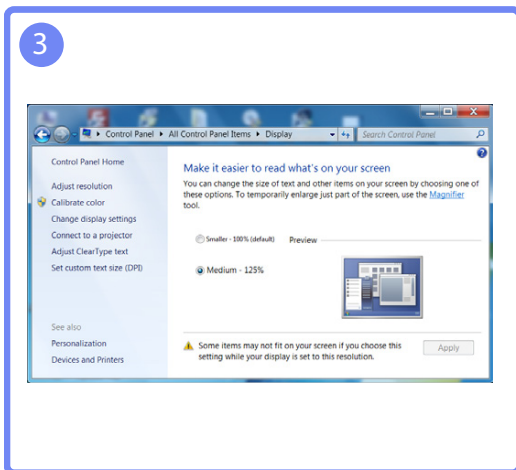 3
Control Panel ▸ All Control Panel Items ▸ Display
Search Control Panel
Control Panel Home
Adjust resolution
Calibrate color
Change display settings
Connect to a projector
Adjust ClearType text
Set custom text size (DPI)
See also
Personalization
Devices and Printers
Make it easier to read what's on your screen
You can change the size of text and other items on your screen by choosing one of
these options. To temporarily enlarge just part of the screen, use the Magnifier
tool.
Smaller - 100% (default)
Preview
Medium - 125%
Some items may not fit on your screen if you choose this
setting while your display is set to this resolution.
Apply